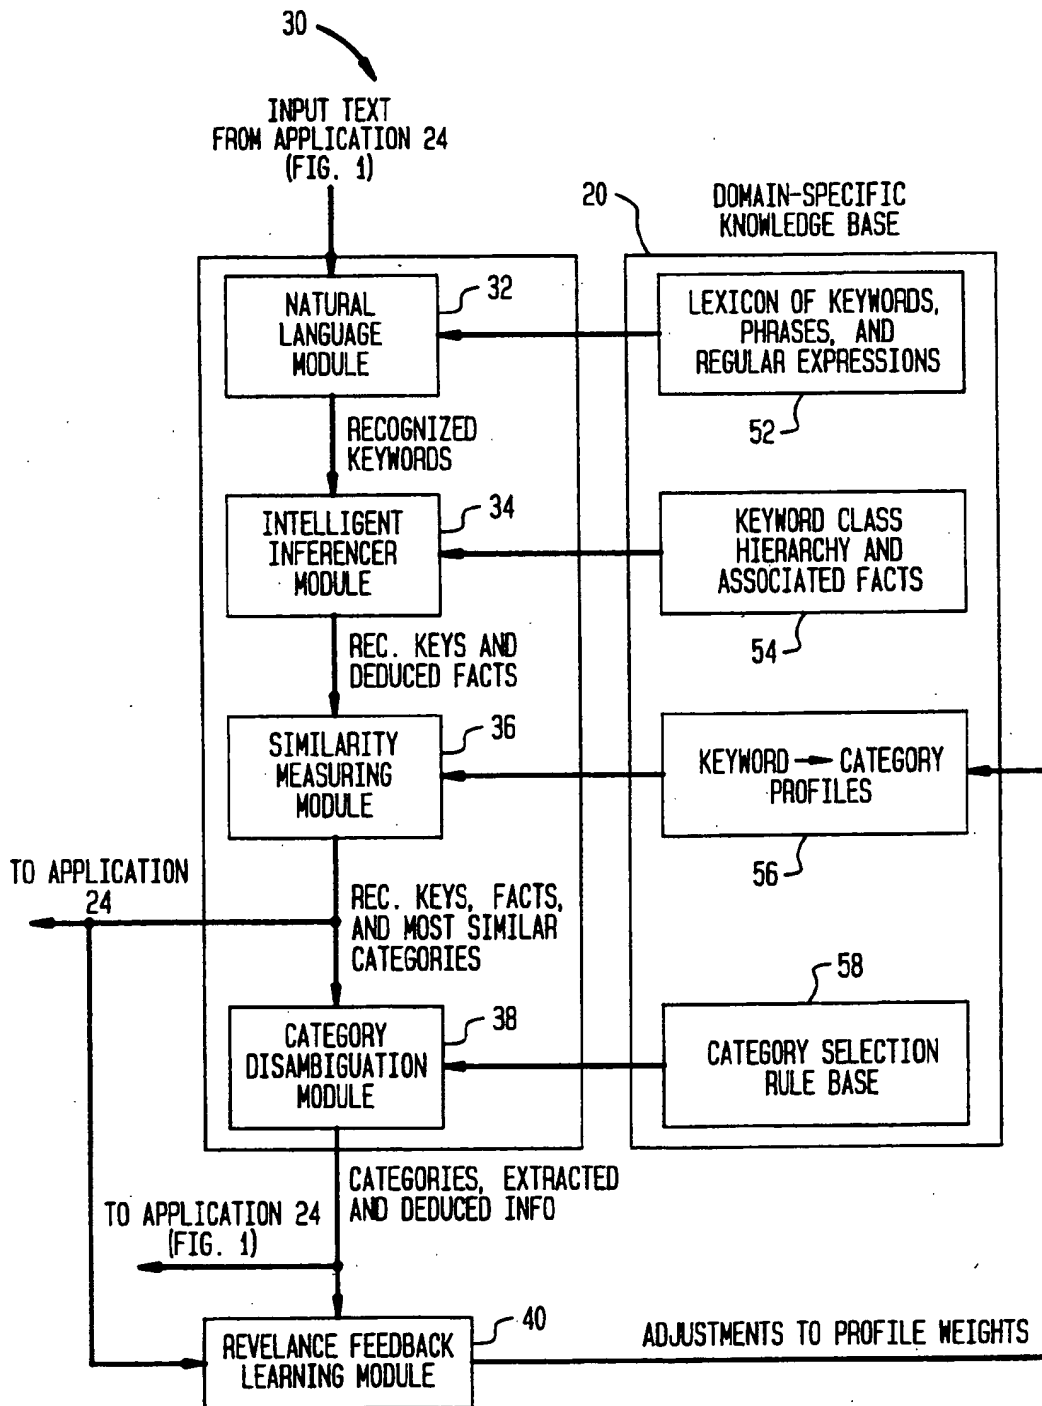 30
INPUT TEXT
FROM APPLICATION 24
(FIG. 1)
20
DOMAIN-SPECIFIC
KNOWLEDGE BASE
NATURAL
LANGUAGE
MODULE
32
LEXICON OF KEYWORDS,
PHRASES, AND
REGULAR EXPRESSIONS
52
RECOGNIZED
KEYWORDS
INTELLIGENT
INFERENCER
MODULE
34
KEYWORD CLASS
HIERARCHY AND
ASSOCIATED FACTS
54
REC. KEYS AND
DEDUCED FACTS
SIMILARITY
MEASURING
MODULE
36
KEYWORD → CATEGORY
PROFILES
56
TO APPLICATION
24
REC. KEYS, FACTS,
AND MOST SIMILAR
CATEGORIES
58
CATEGORY
DISAMBIGUATION
MODULE
38
CATEGORY SELECTION
RULE BASE
CATEGORIES, EXTRACTED
AND DEDUCED INFO
TO APPLICATION 24
(FIG. 1)
REVELANCE FEEDBACK
LEARNING MODULE
40
ADJUSTMENTS TO PROFILE WEIGHTS